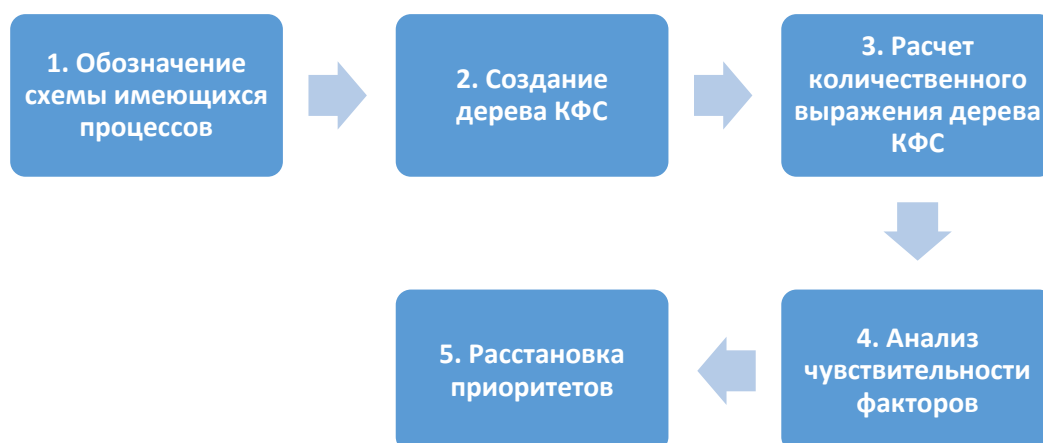 1. Обозначение
схемы имеющихся
процессов
2. Создание
дерева КФС
3. Расчет
количественного
выражения дерева
КФС
4. Анализ
чувствительности
факторов
5. Расстановка
приоритетов